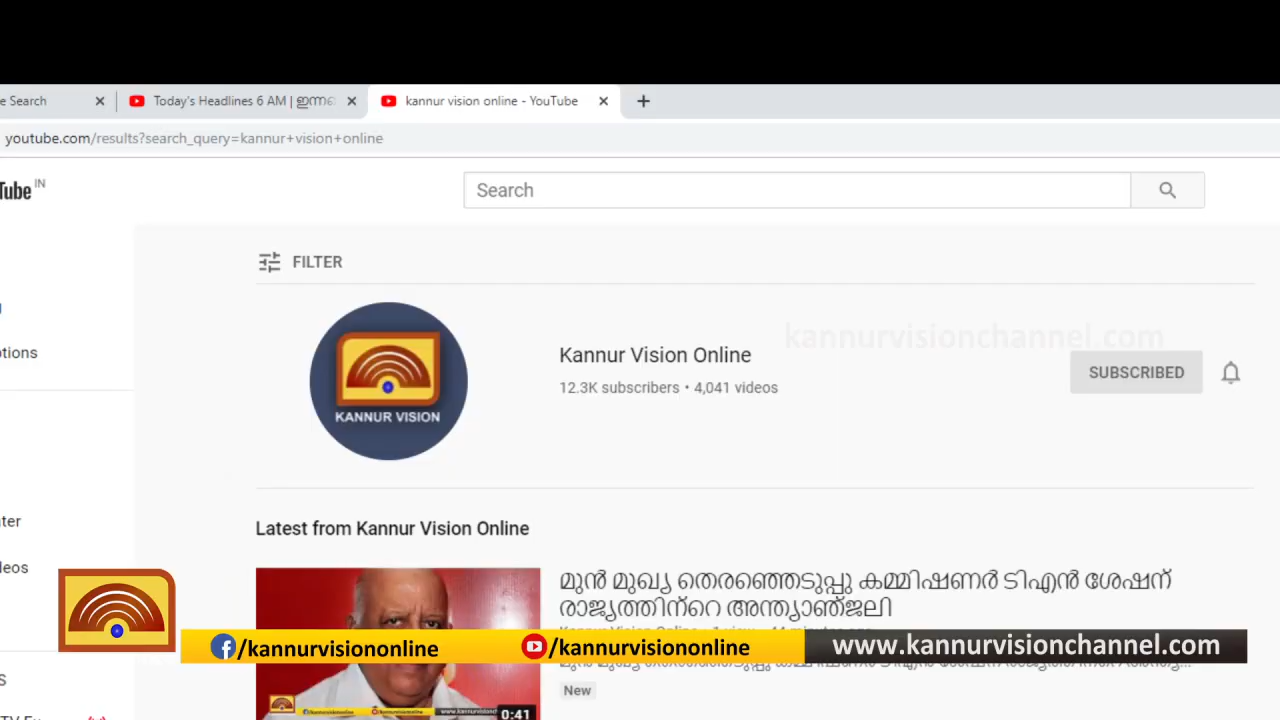 e Search
Today's Headlines 6 AM | ഇന്നത്
kannur vision online - YouTube
youtube.com/results?search_query=kannur+vision+online
Tube IN
Search
FILTER
kannurvisionchannel.com
Kannur Vision Online
12.3K subscribers • 4,041 videos
SUBSCRIBED
KANNUR VISION
ptions
Latest from Kannur Vision Online
ter
eos
മുൻ മുഖ്യ തെരഞ്ഞെടുപ്പു കമ്മിഷണർ ടിഎൻ ശേഷന്
രാജ്യത്തിന്റെ അന്ത്യാഞ്ജലി
/kannurvisiononline
/kannurvisiononline
www.kannurvisionchannel.com
S
New
0:41